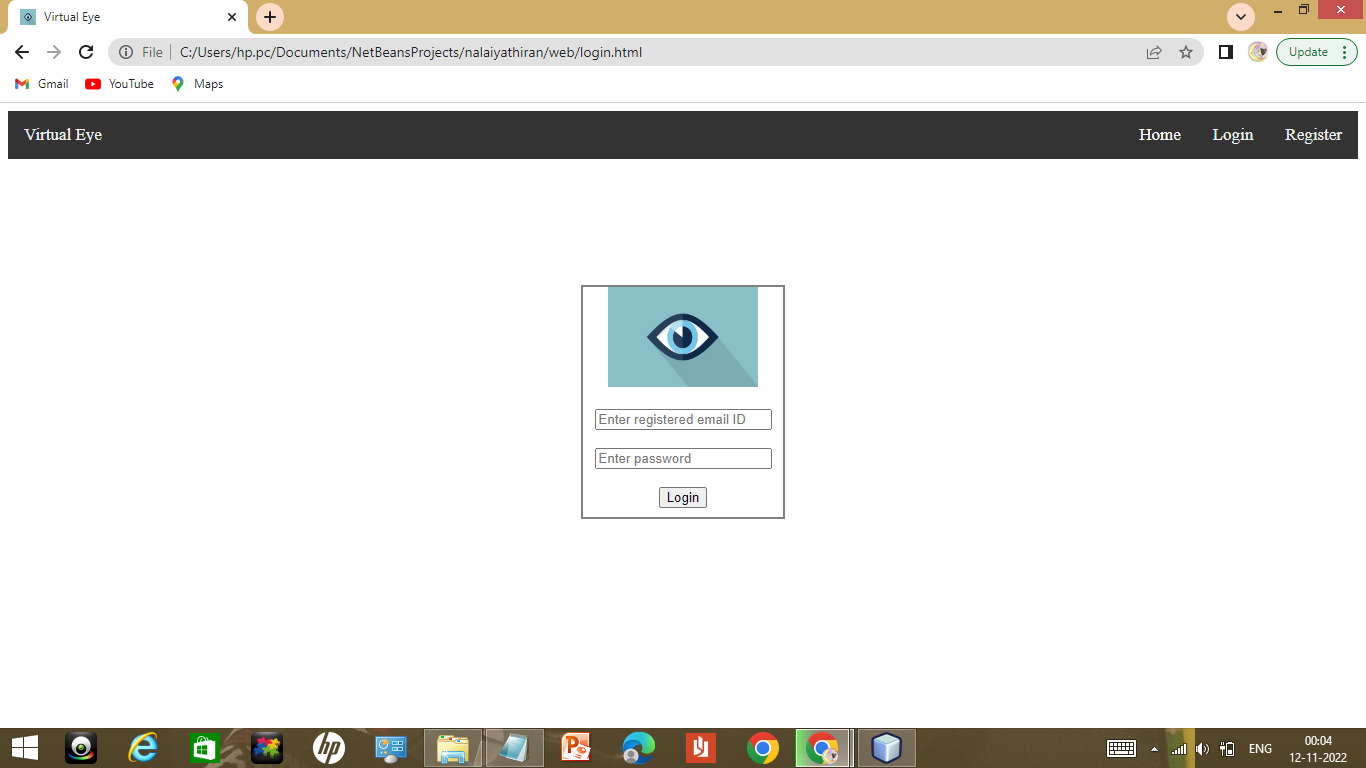 Virtual Eye
File C:/Users/hp.pc/Documents/NetBeansProjects/nalaiyathiran/web/login.html Update
Gmail YouTube Maps
Virtual Eye Home Login Register
Enter registered email ID
Enter password
Login
hp P
ENG 00:04
12-11-2022